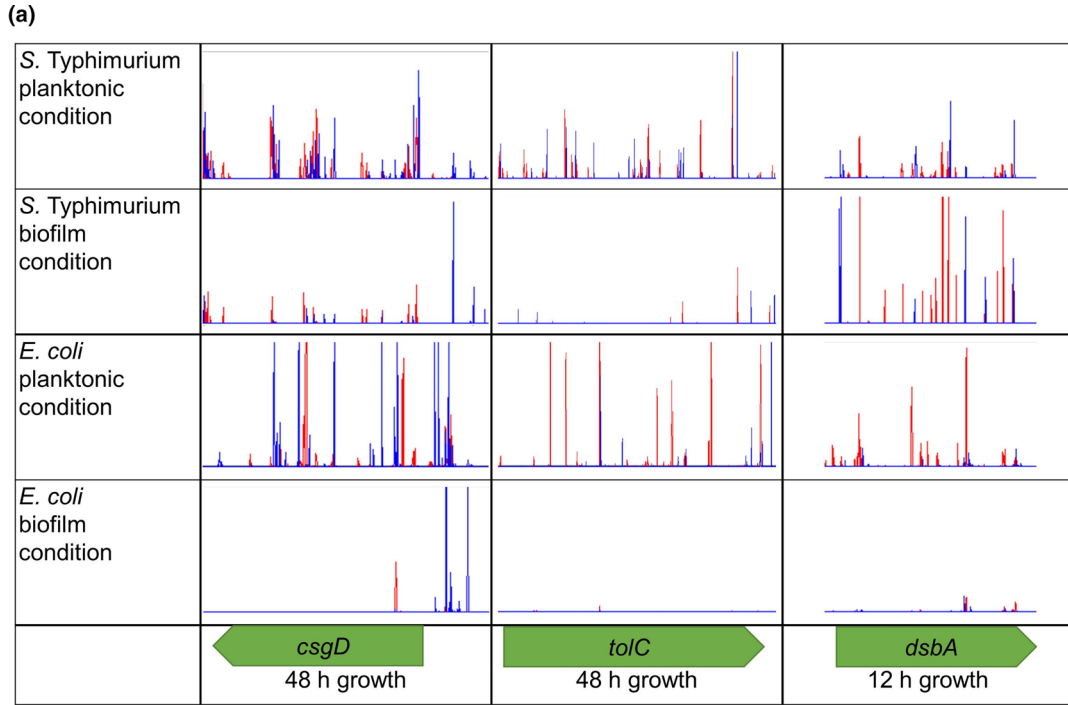 (a)
S. Typhimurium
planktonic
condition
S. Typhimurium
biofilm
condition
E. coli
planktonic
condition
E. coli
biofilm
condition
csgD
tolC
dsbA
48 h growth
48 h growth
12 h growth